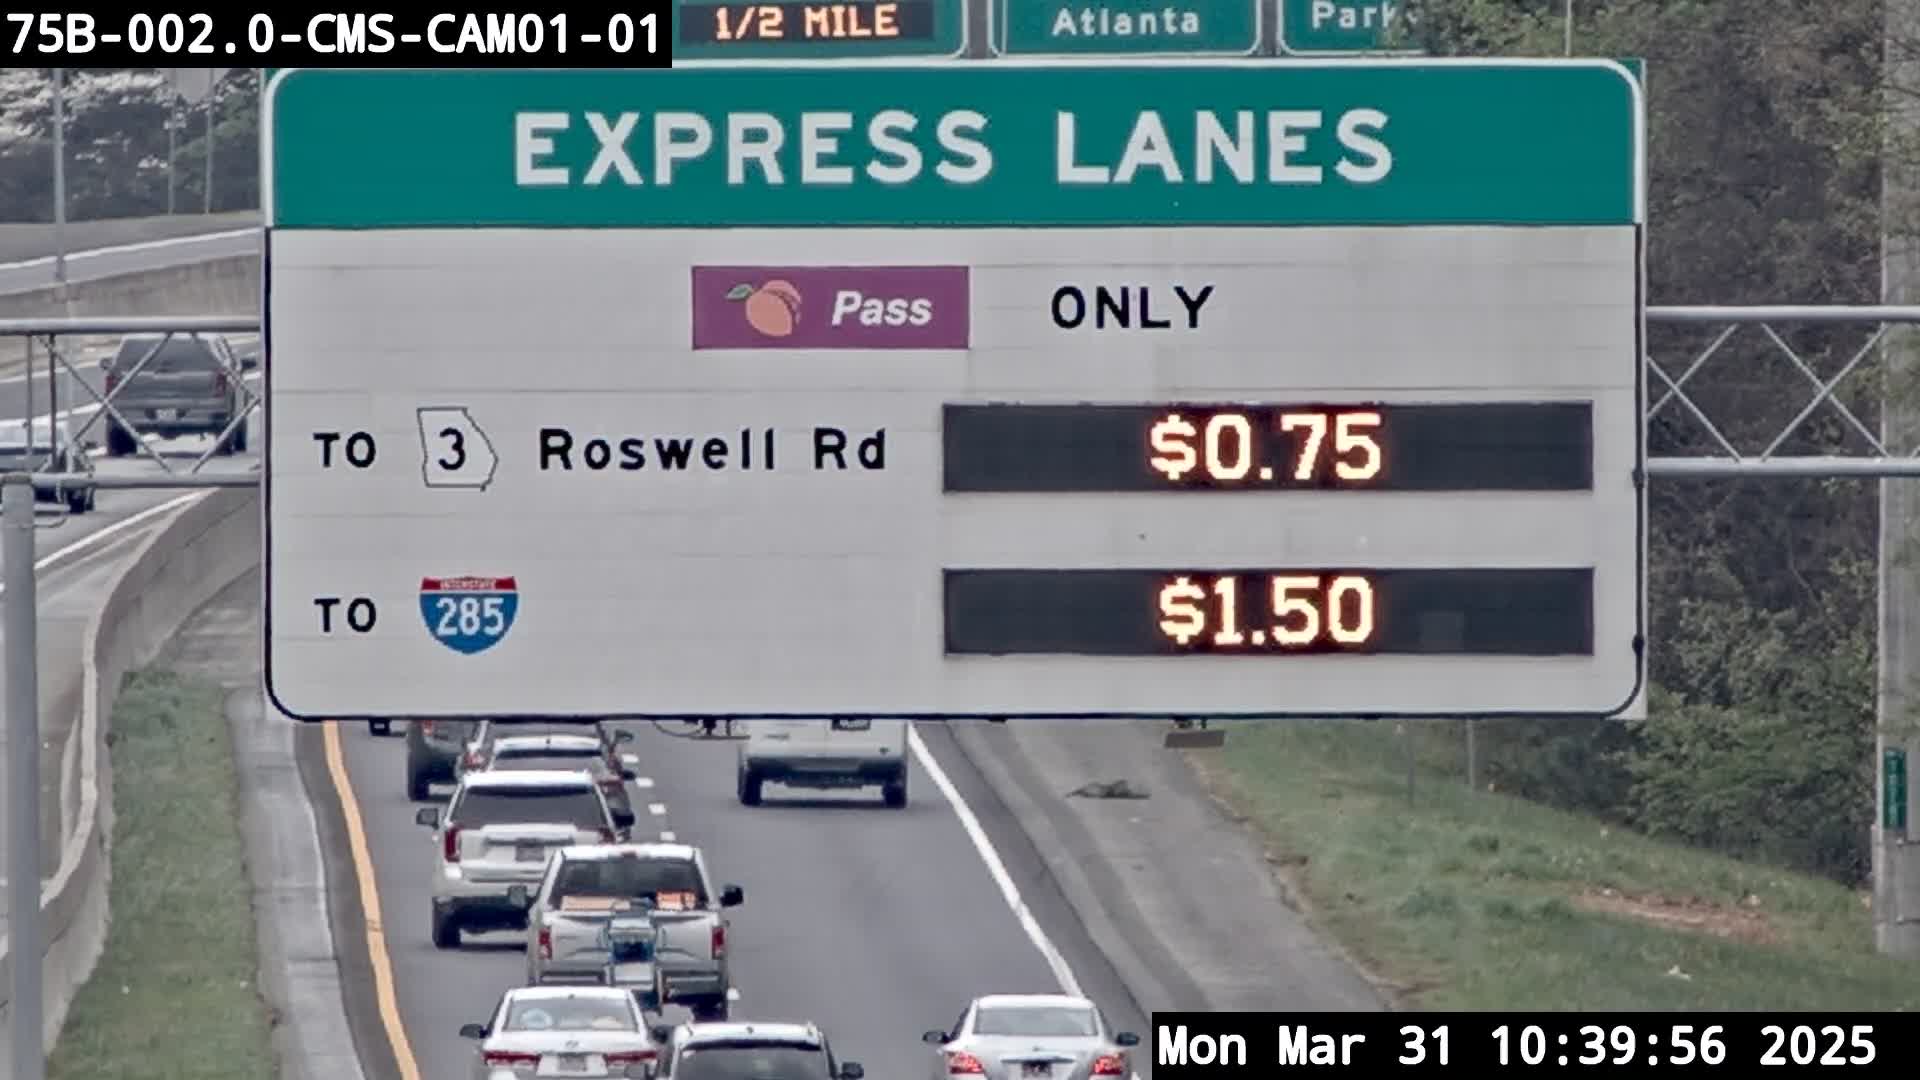 75B-002.0-CMS-CAM01-01
1/2 MILE
Atlanta
EXPRESS LANES
Pass ONLY
TO 3 Roswell Rd $0.75
TO INTERSTATE 285 $1.50
Mon Mar 31 10:39:56 2025